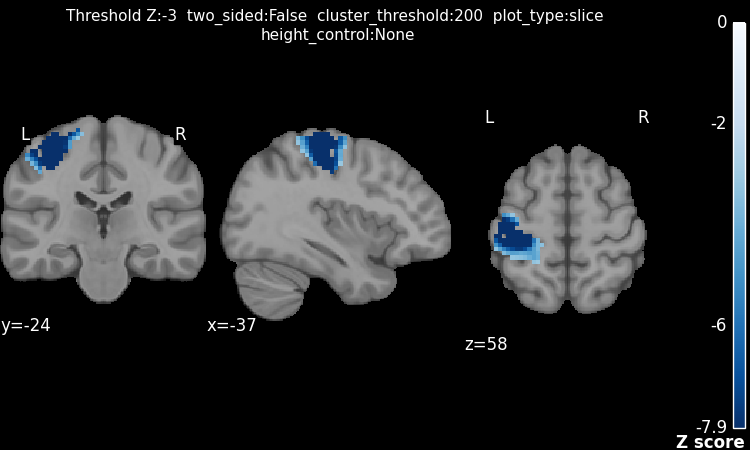 Threshold Z:-3  two_sided:False  cluster_threshold:200  plot_type:slice
height_control:None
0
L
R
L
R
-2
y=-24
x=-37
z=58
-6
-7.9
Z score